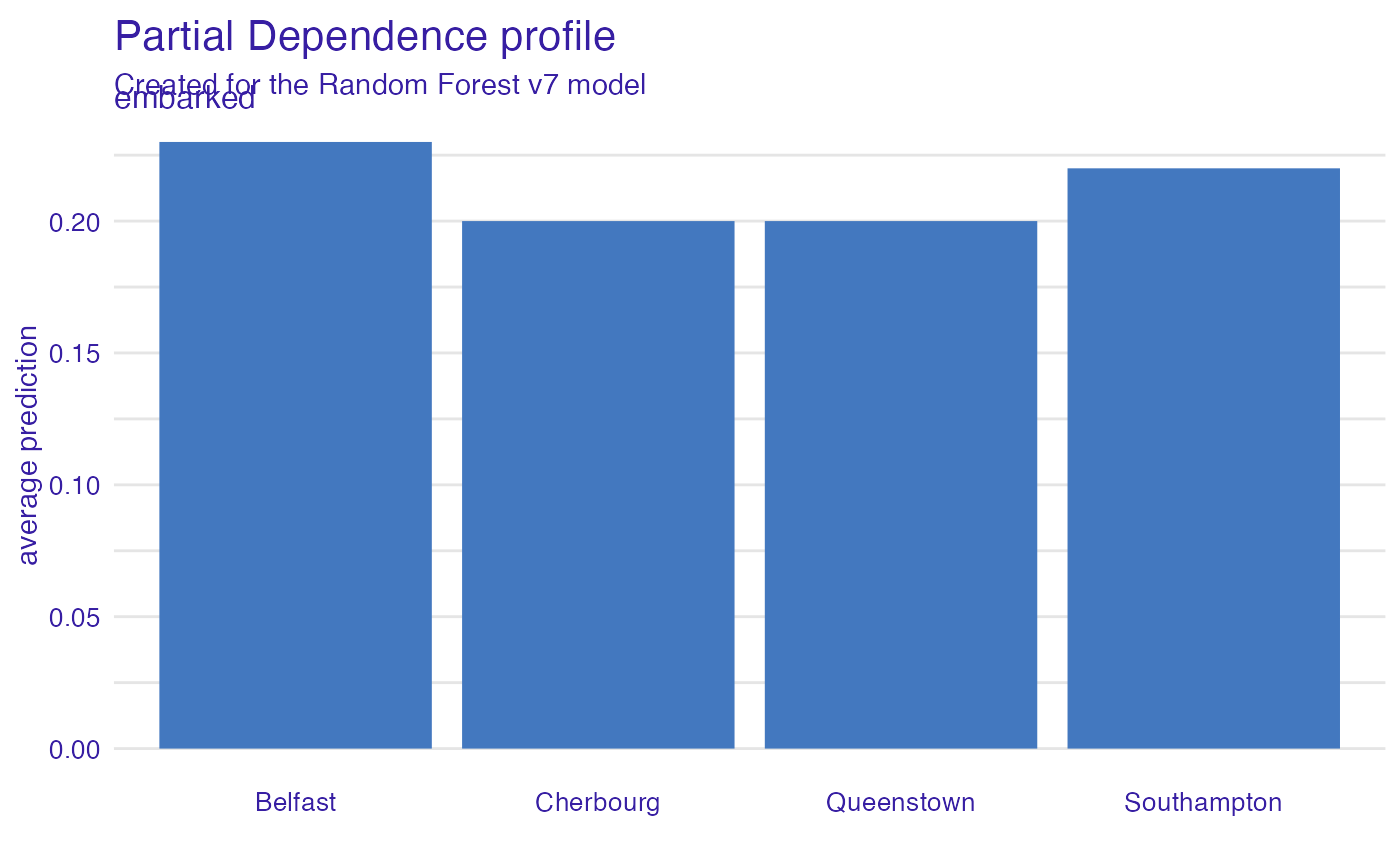 Partial Dependence profile
Created for the Random Forest v7 model
embarked
average prediction
0.20
0.15
0.10
0.05
0.00
Belfast Cherbourg Queenstown Southampton